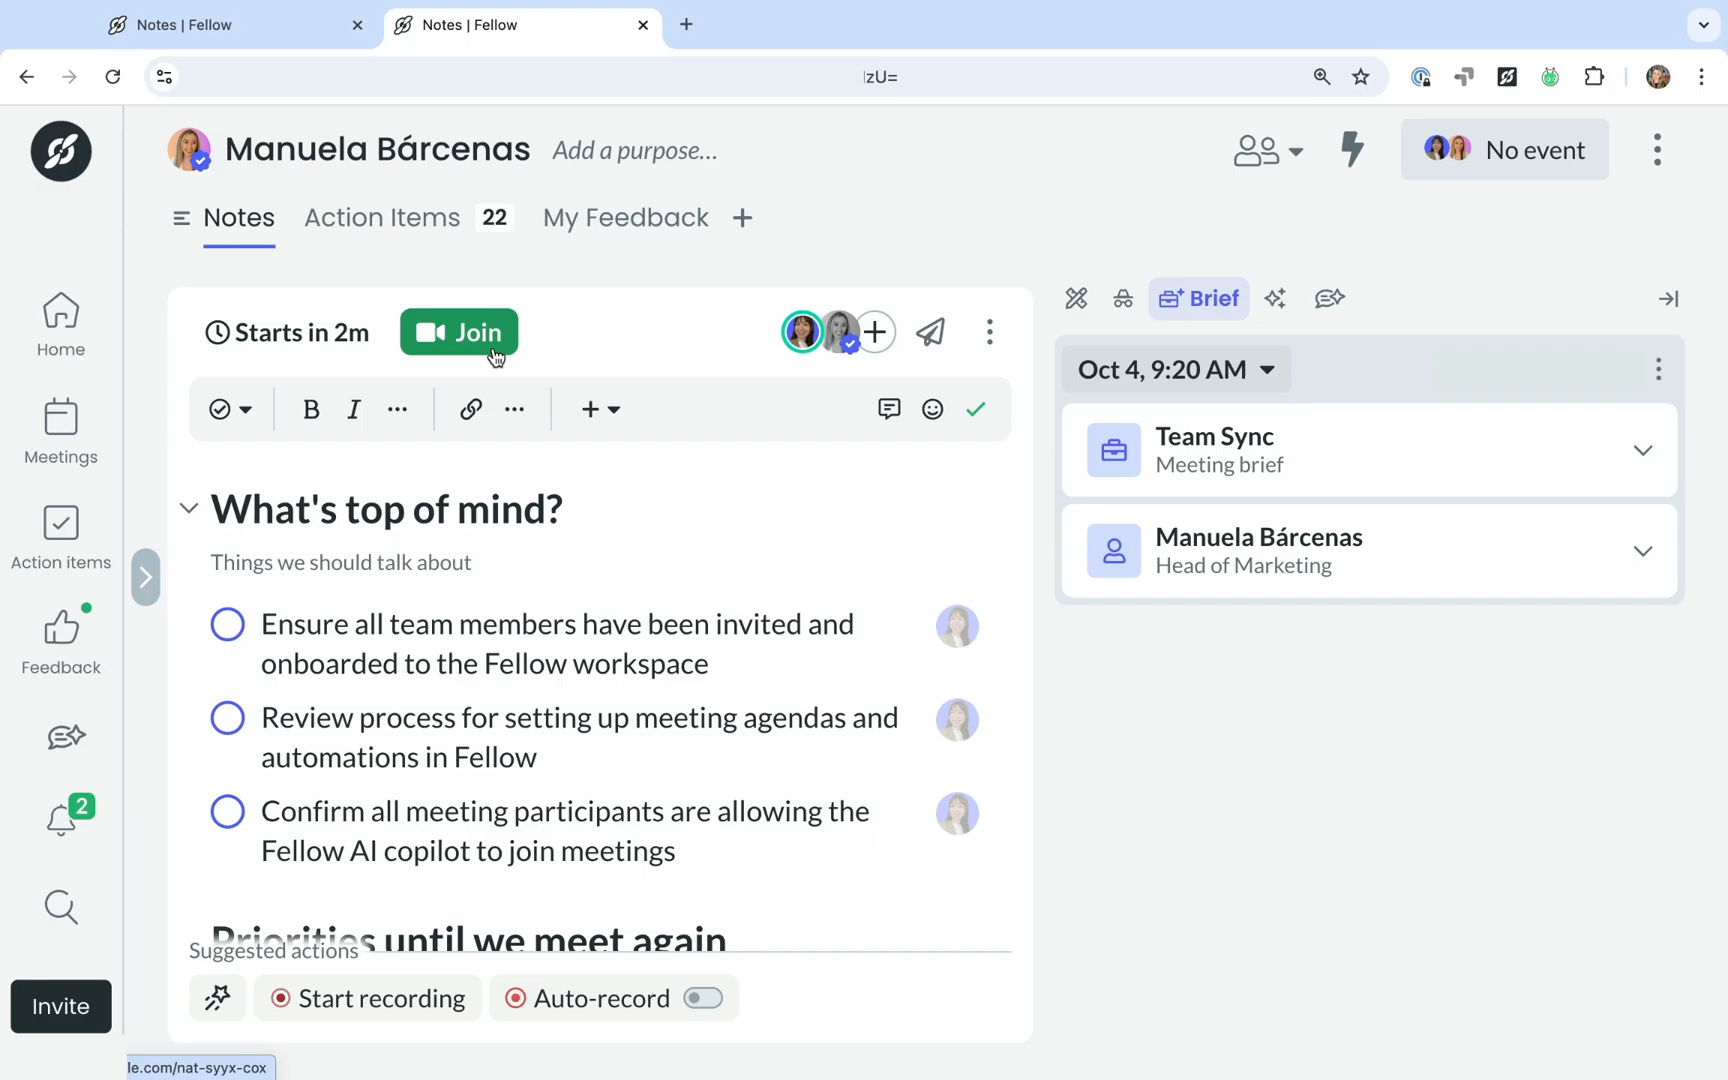 Notes | Fellow
Notes | Fellow
zU=
Manuela Bárcenas
Add a purpose...
No event
Notes
Action Items 22
My Feedback
Home
Meetings
Action items
Feedback
2
Invite
Starts in 2m
Join
B I
What's top of mind?
Things we should talk about
Ensure all team members have been invited and
onboarded to the Fellow workspace
Review process for setting up meeting agendas and
automations in Fellow
Confirm all meeting participants are allowing the
Fellow AI copilot to join meetings
Priorities until we meet again
Suggested actions
Start recording
Auto-record
Brief
Oct 4, 9:20 AM
Team Sync
Meeting brief
Manuela Bárcenas
Head of Marketing
le.com/nat-syyx-cox